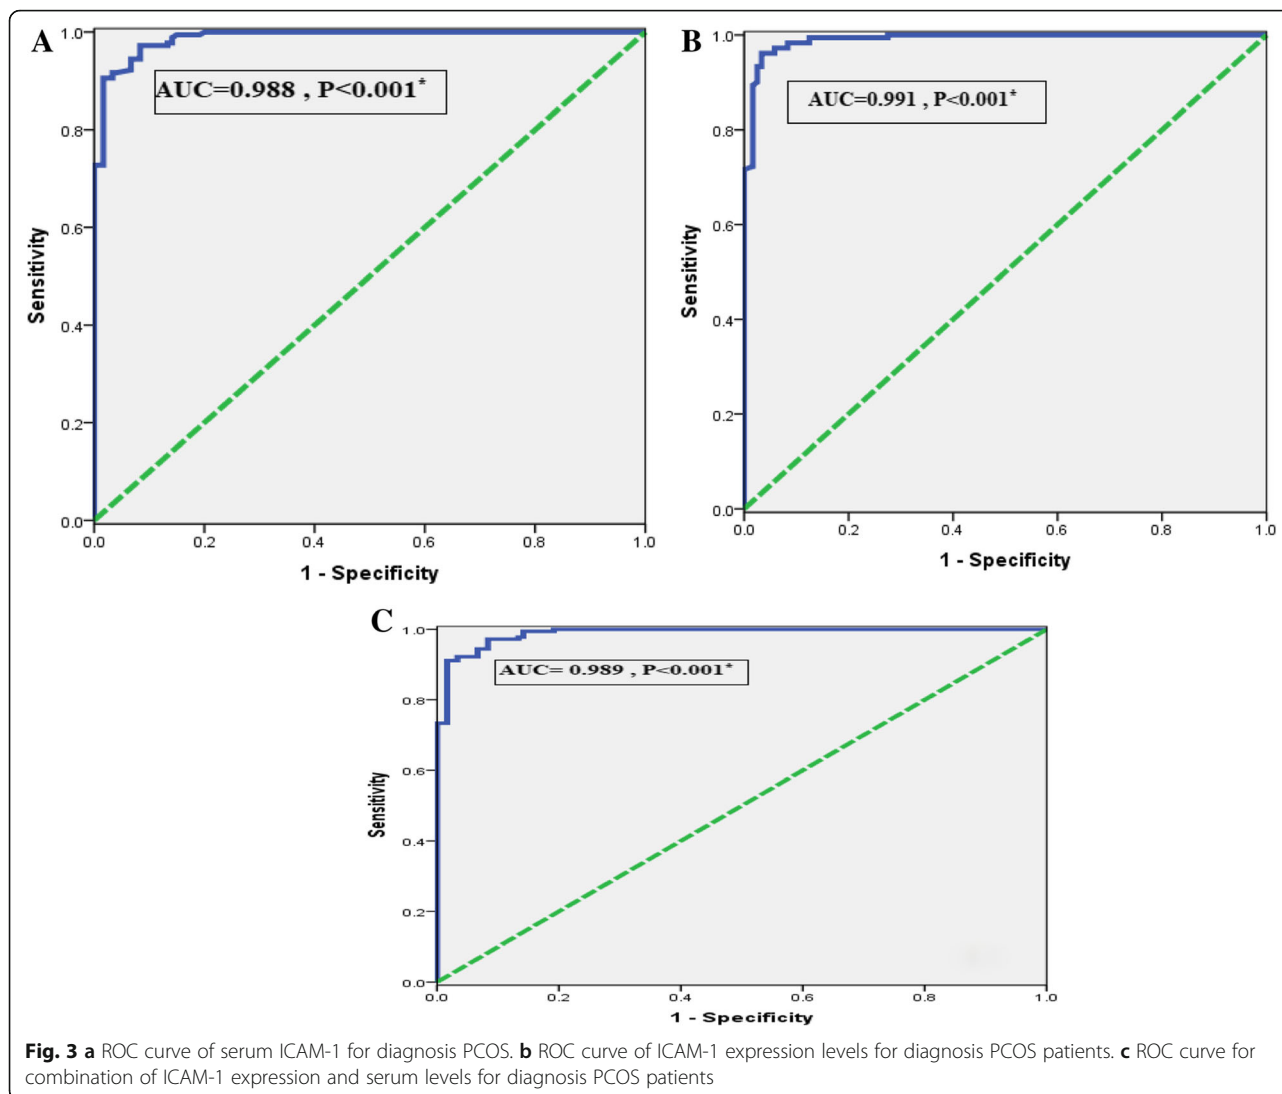 A
1.0
0.8
0.6
0.4
0.2
0.0
Sensitivity
AUC=0.988 , P<0.001*
0.0 0.2 0.4 0.6 0.8 1.0
1 - Specificity
B
1.0
0.8
0.6
0.4
0.2
0.0
Sensitivity
AUC=0.991 , P<0.001*
0.0 0.2 0.4 0.6 0.8 1.0
1 - Specificity
C
1.0
0.8
0.6
0.4
0.2
0.0
Sensitivity
AUC= 0.989 , P<0.001*
0.0 0.2 0.4 0.6 0.8 1.0
1 - Specificity
Fig. 3 a ROC curve of serum ICAM-1 for diagnosis PCOS. b ROC curve of ICAM-1 expression levels for diagnosis PCOS patients. c ROC curve for
combination of ICAM-1 expression and serum levels for diagnosis PCOS patients